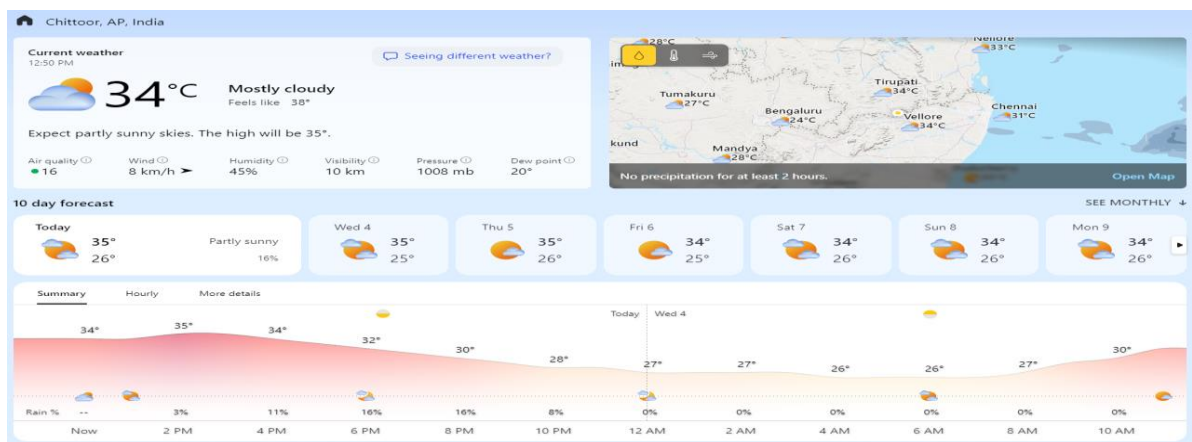 Chittoor, AP, India
Current weather
12:50 PM
Seeing different weather?
34°C
Mostly cloudy
Feels like 38°
Expect partly sunny skies. The high will be 35°.
Air quality Wind Humidity Visibility Pressure Dew point
16 8 km/h 45% 10 km 1008 mb 20°
28°C
Nellore
33°C
Tirupati
34°C
Tumakuru
27°C
Bengaluru
24°C
Vellore
34°C
Chennai
31°C
kund
Mandya
28°C
No precipitation for at least 2 hours. Open Map
10 day forecast SEE MONTHLY
Today
35° Partly sunny
26° 16%
Wed 4
35°
25°
Thu 5
35°
26°
Fri 6
34°
25°
Sat 7
34°
26°
Sun 8
34°
26°
Mon 9
34°
26°
Summary Hourly More details
Today Wed 4
34° 35° 34° 32° 30° 28° 27° 27° 26° 26° 27° 30°
Rain % -- 3% 11% 16% 16% 8% 0% 0% 0% 0% 0% 0%
Now 2 PM 4 PM 6 PM 8 PM 10 PM 12 AM 2 AM 4 AM 6 AM 8 AM 10 AM